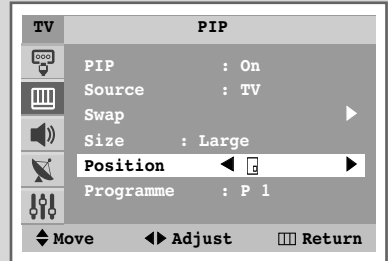 TV PIP
PIP : On
Source : TV
Swap
Size : Large
Position
Programme : P 1
Move Adjust Return